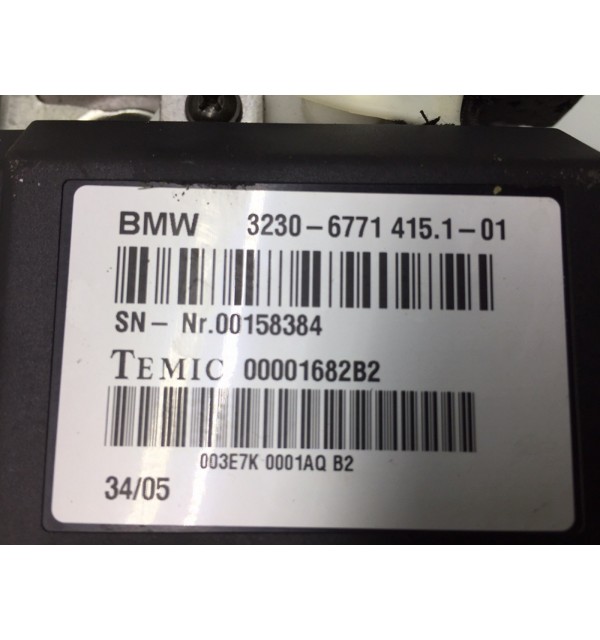 BMW 3230-6771 415.1-01
SN- Nr.00158384
TEMIC 00001682B2
003E7K 0001AQ B2
34/05